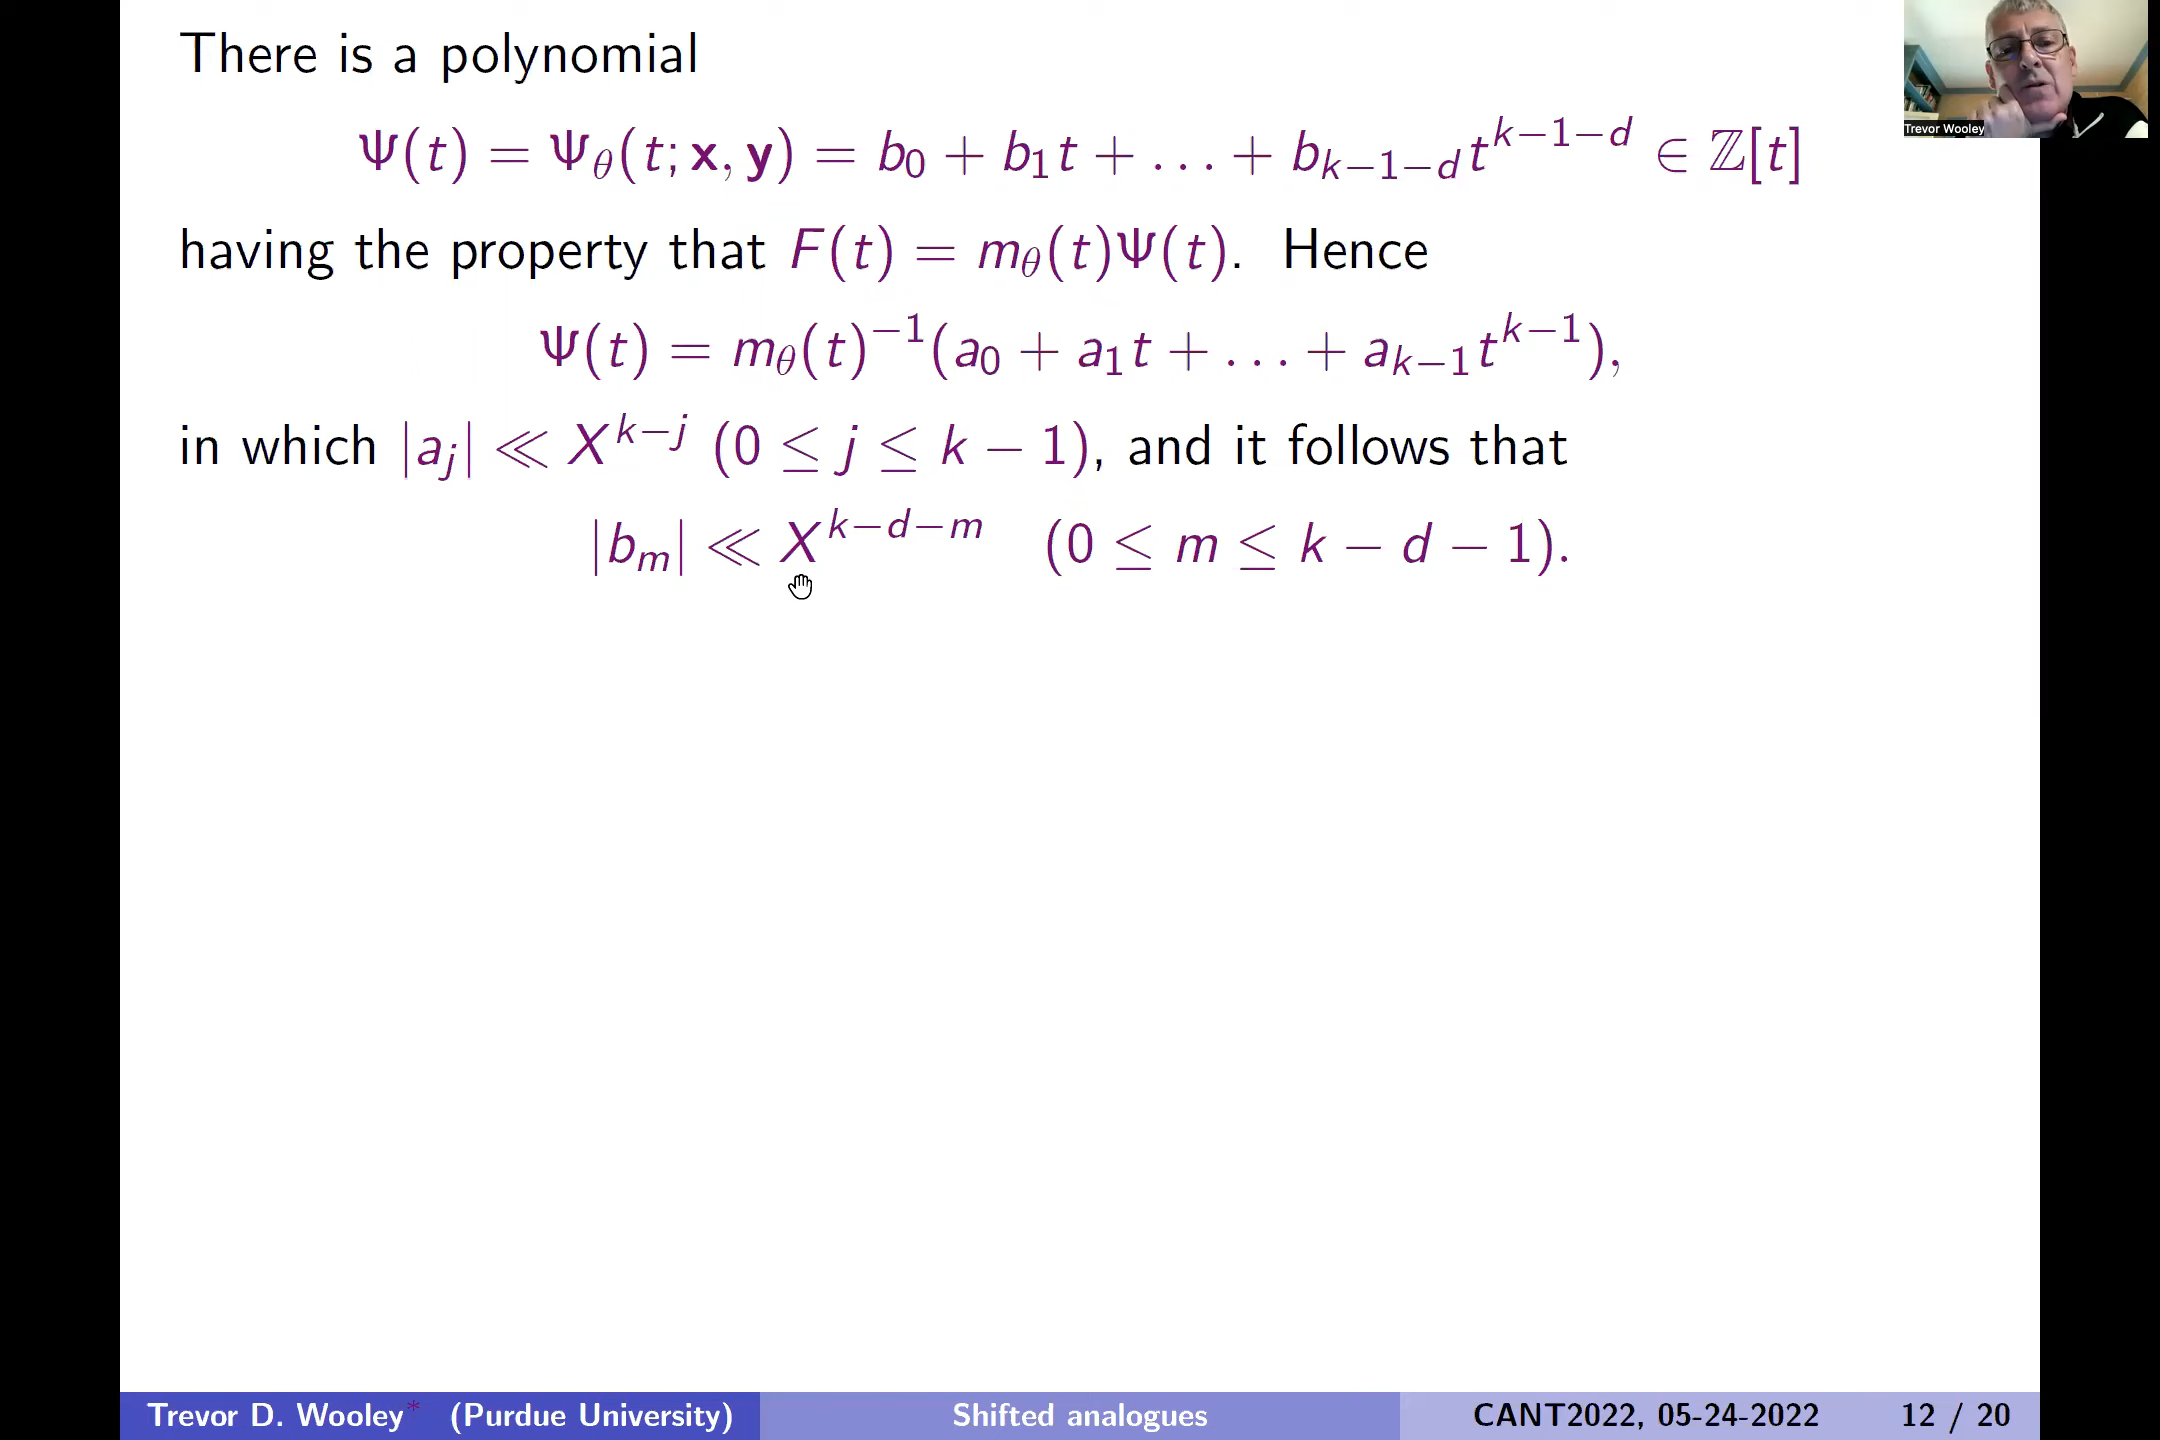 There is a polynomial
Ψ(t) = Ψ_θ(t; x, y) = b_0 + b_1 t + . . . + b_{k−1−d} t^{k−1−d} ∈ ℤ[t]
having the property that F(t) = m_θ(t)Ψ(t). Hence
Ψ(t) = m_θ(t)^{−1}(a_0 + a_1 t + . . . + a_{k−1} t^{k−1}),
in which |a_j| ≪ X^{k−j} (0 ≤ j ≤ k − 1), and it follows that
|b_m| ≪ X^{k−d−m} (0 ≤ m ≤ k − d − 1).
Trevor Wooley
Trevor D. Wooley* (Purdue University) Shifted analogues CANT2022, 05-24-2022 12 / 20